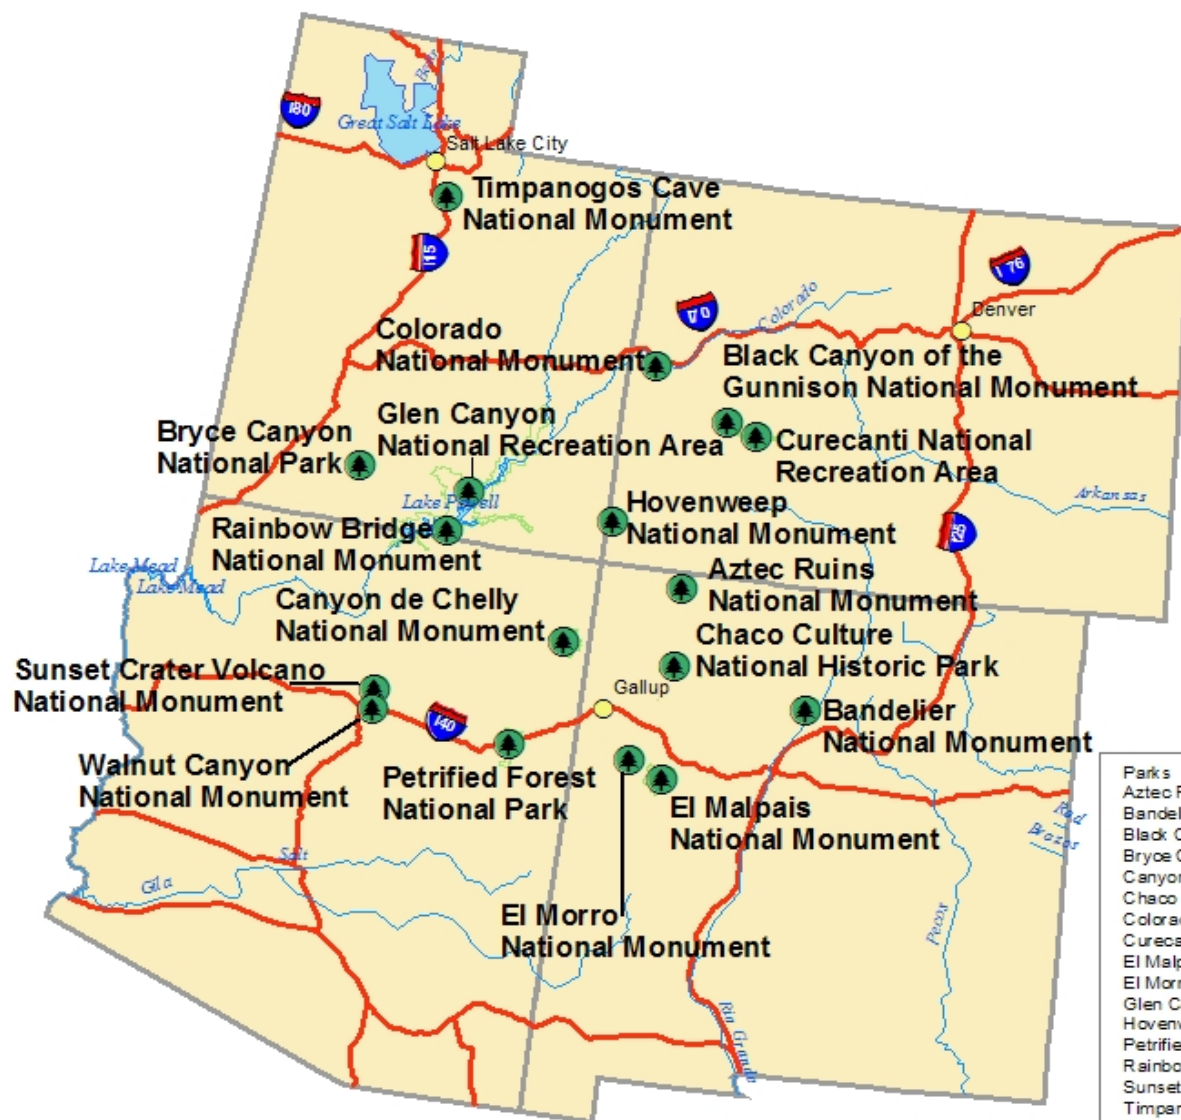 180
Bear
Great Salt Lake
Salt Lake City
Timpanogos Cave
National Monument
I 15
I 76
I 70
Colorado
Denver
Colorado
National Monument
Black Canyon of the
Gunnison National Monument
Glen Canyon
National Recreation Area
Bryce Canyon
National Park
Curecanti National
Recreation Area
Arkansas
Lake Powell
Hovenweep
National Monument
Rainbow Bridge
National Monument
I 25
Lake Mead
Lake Mead
Aztec Ruins
National Monument
Canyon de Chelly
National Monument
Chaco Culture
National Historic Park
Sunset Crater Volcano
National Monument
Gallup
I 40
Bandelier
National Monument
Walnut Canyon
National Monument
Petrified Forest
National Park
El Malpais
National Monument
Red
Brazos
Salt
Gila
El Morro
National Monument
Pecos
Rio Grande
Parks
Aztec R
Bandel
Black C
Bryce C
Canyon
Chaco
Colorad
Cureca
El Malp
El Morr
Glen C
Hovenw
Petrifie
Rainbo
Sunset
Timpan